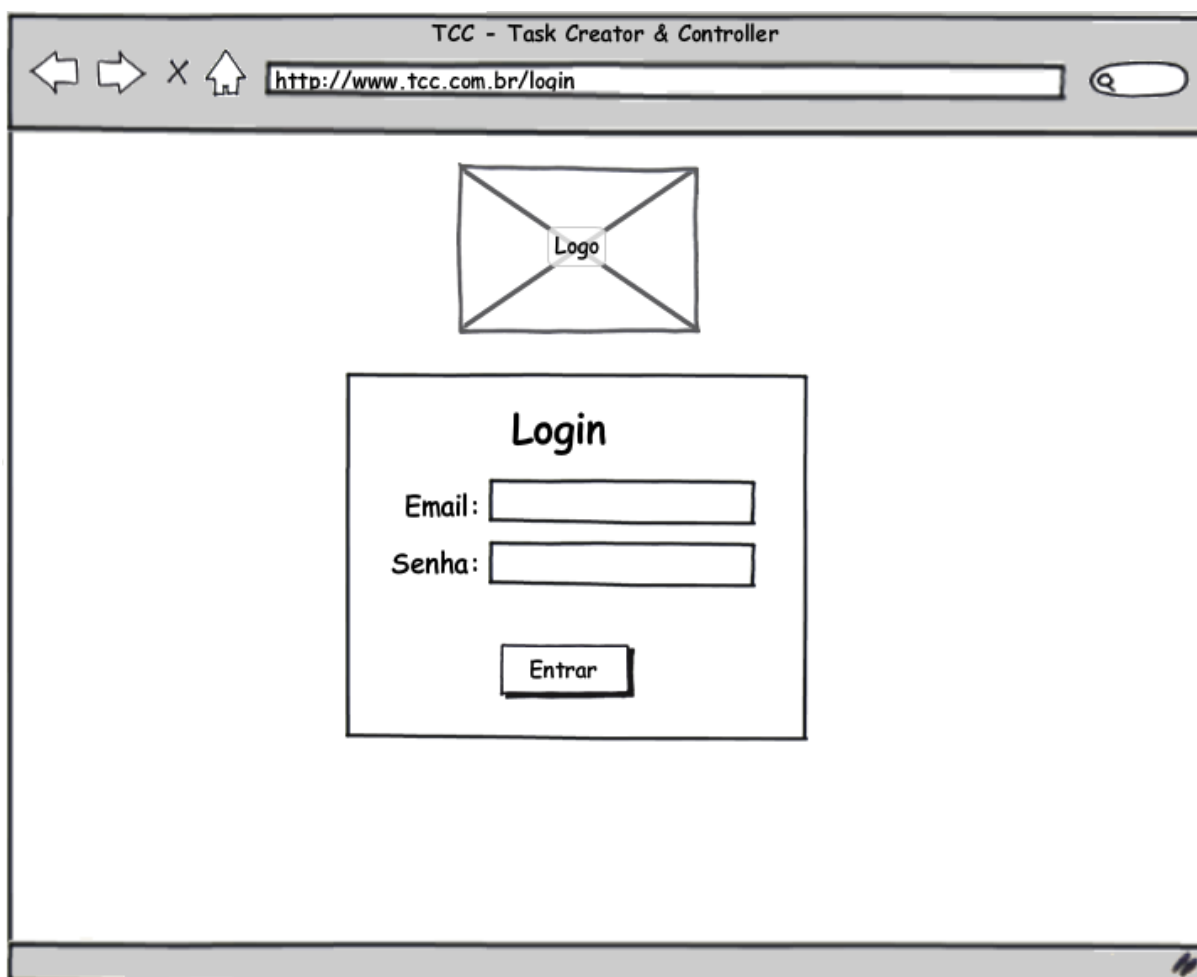 TCC - Task Creator & Controller
http://www.tcc.com.br/login
Logo
Login
Email:
Senha:
Entrar